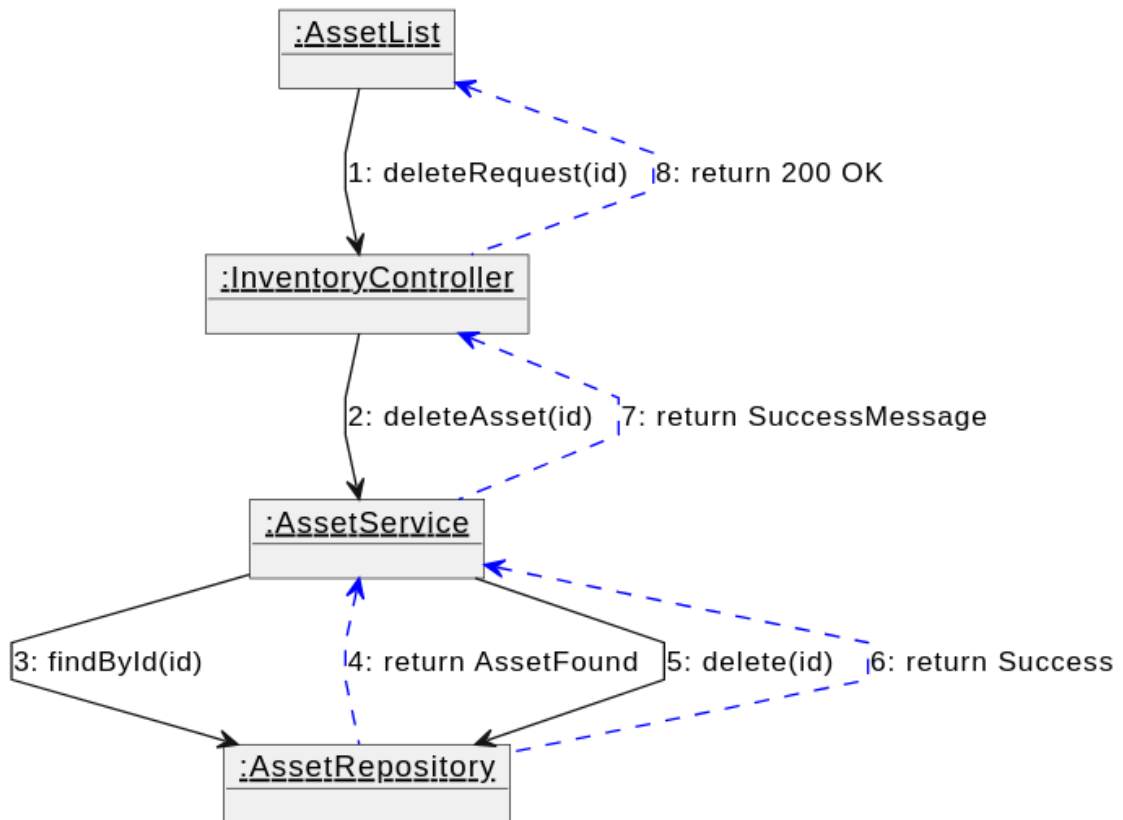 :AssetList
1: deleteRequest(id)
8: return 200 OK
:InventoryController
2: deleteAsset(id)
7: return SuccessMessage
:AssetService
3: findById(id)
4: return AssetFound
5: delete(id)
6: return Success
:AssetRepository